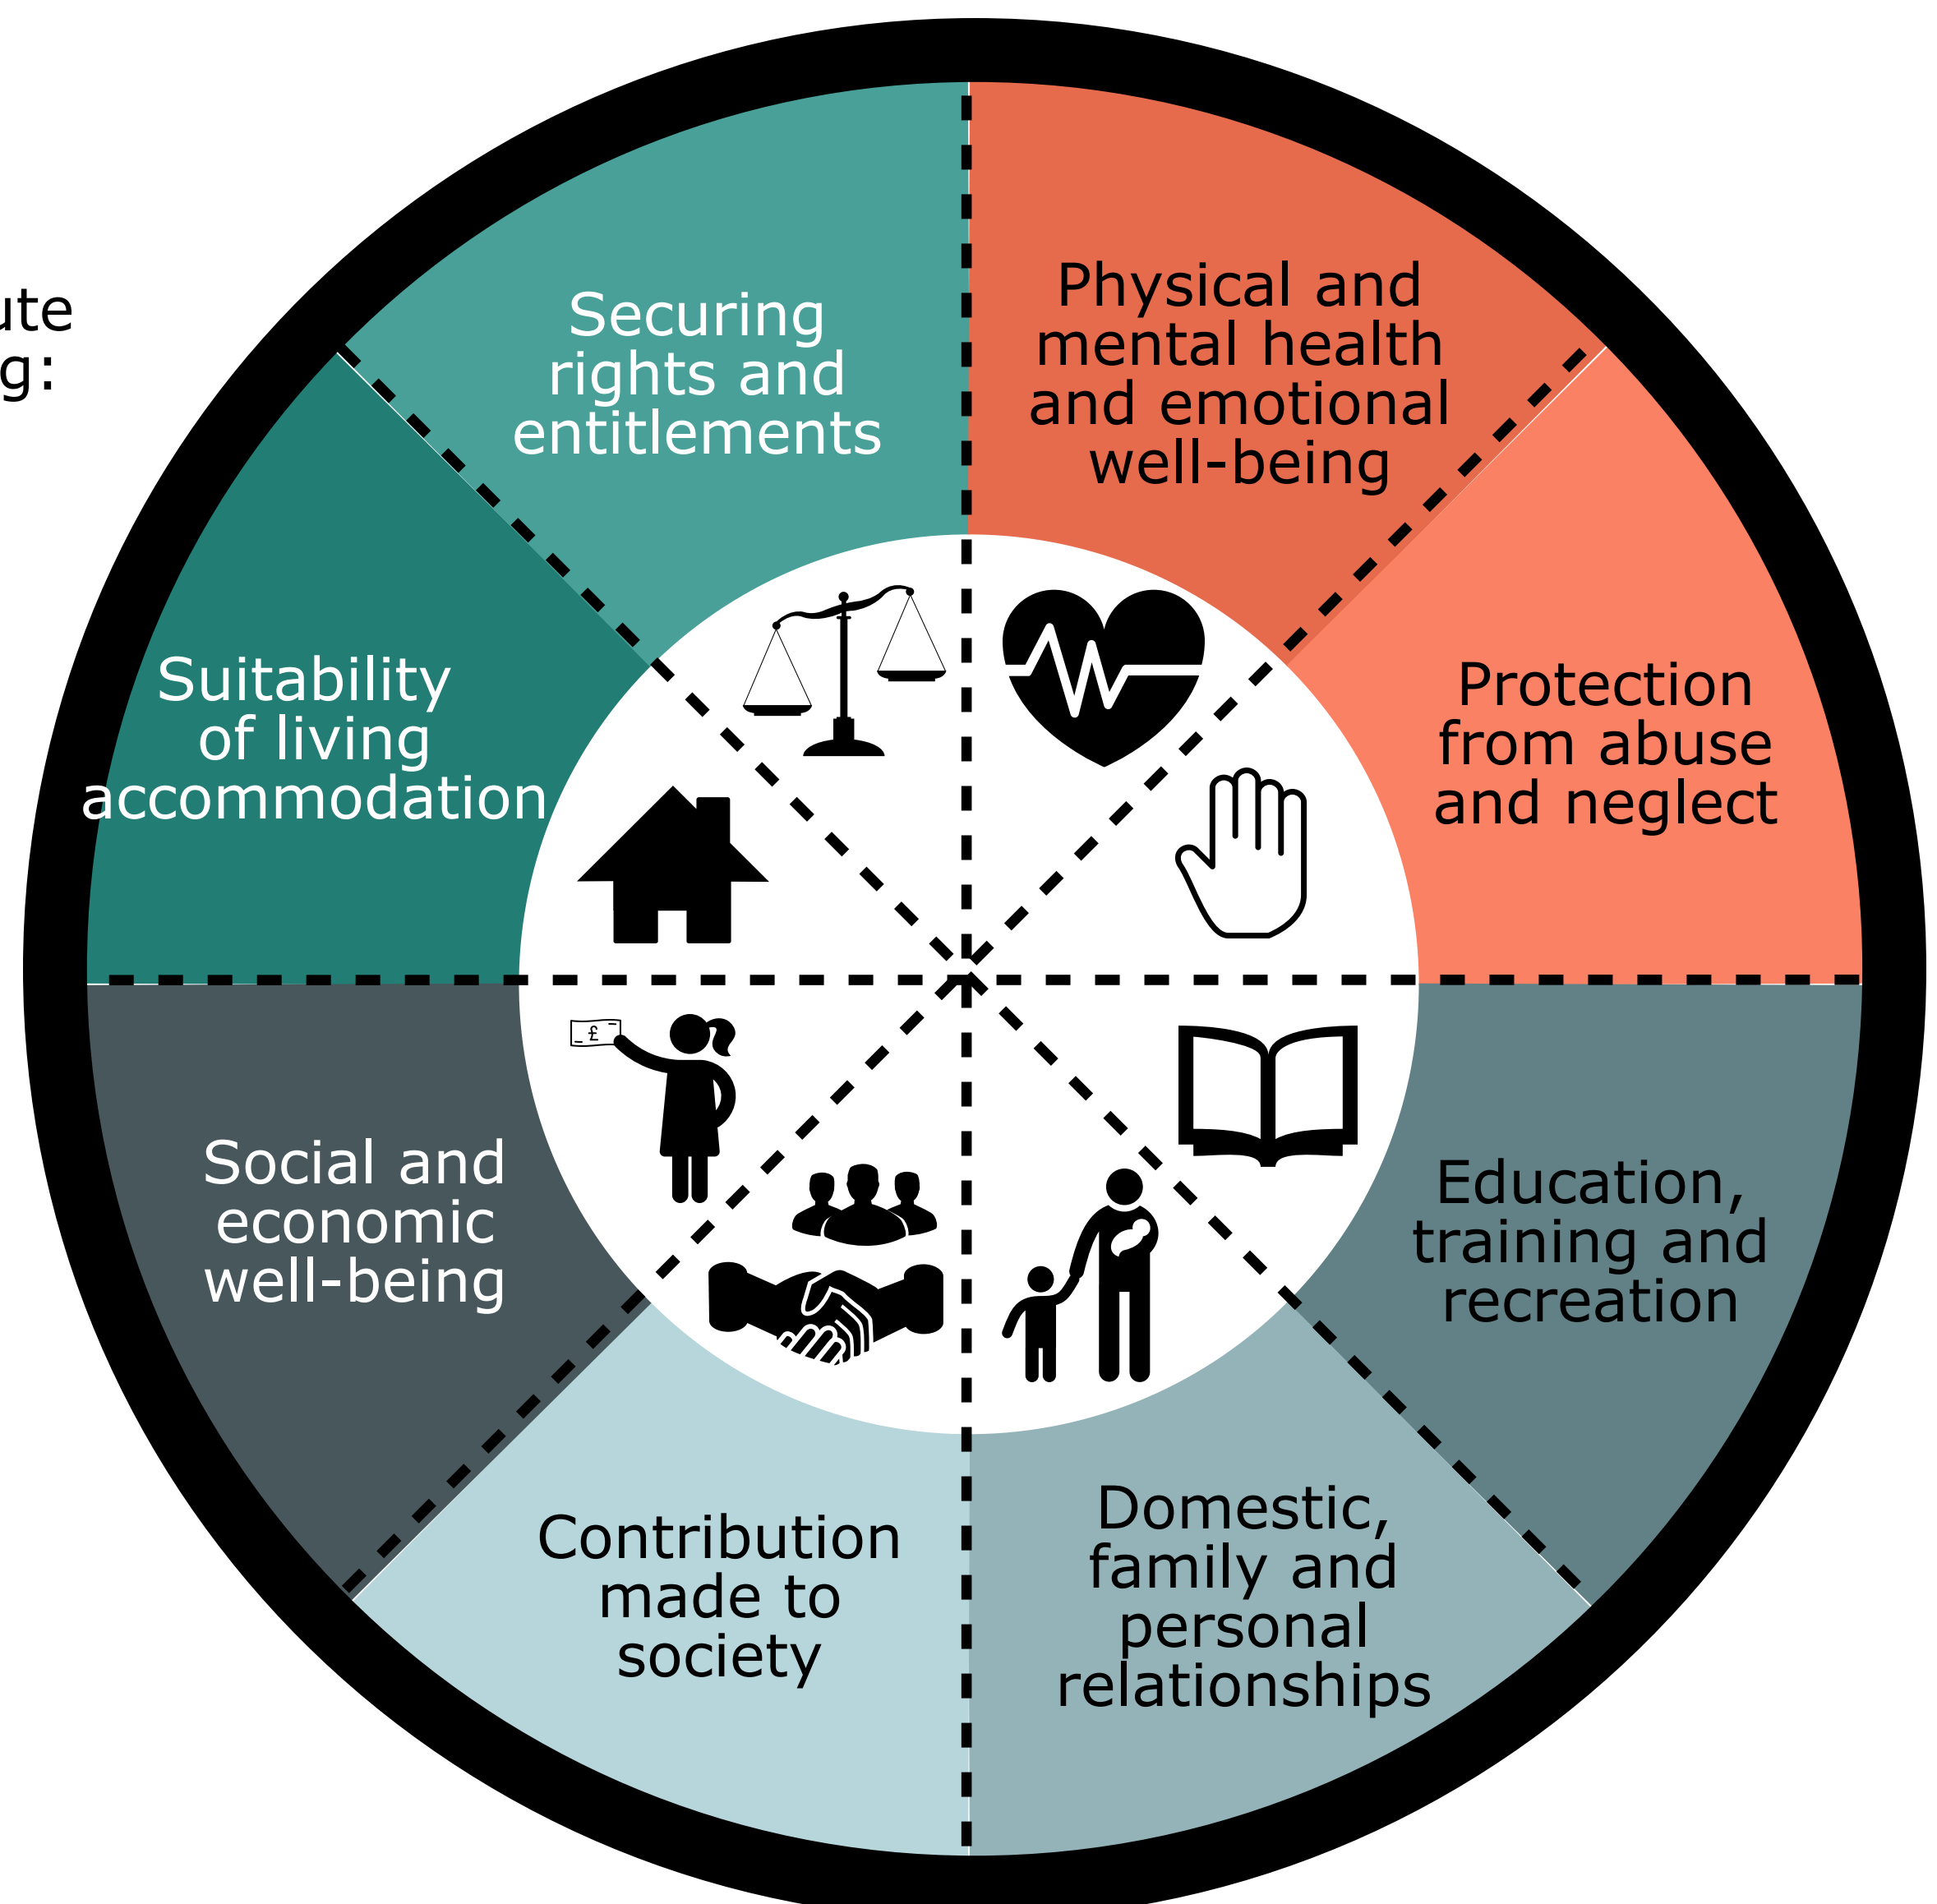 Physical and
mental health
and emotional
well-being
Protection
from abuse
and neglect
Education,
training and
recreation
Domestic,
family and
personal
relationships
Contribution
made to
society
Social and
economic
well-being
£
Suitability
of living
accommodation
Securing
rights and
entitlements